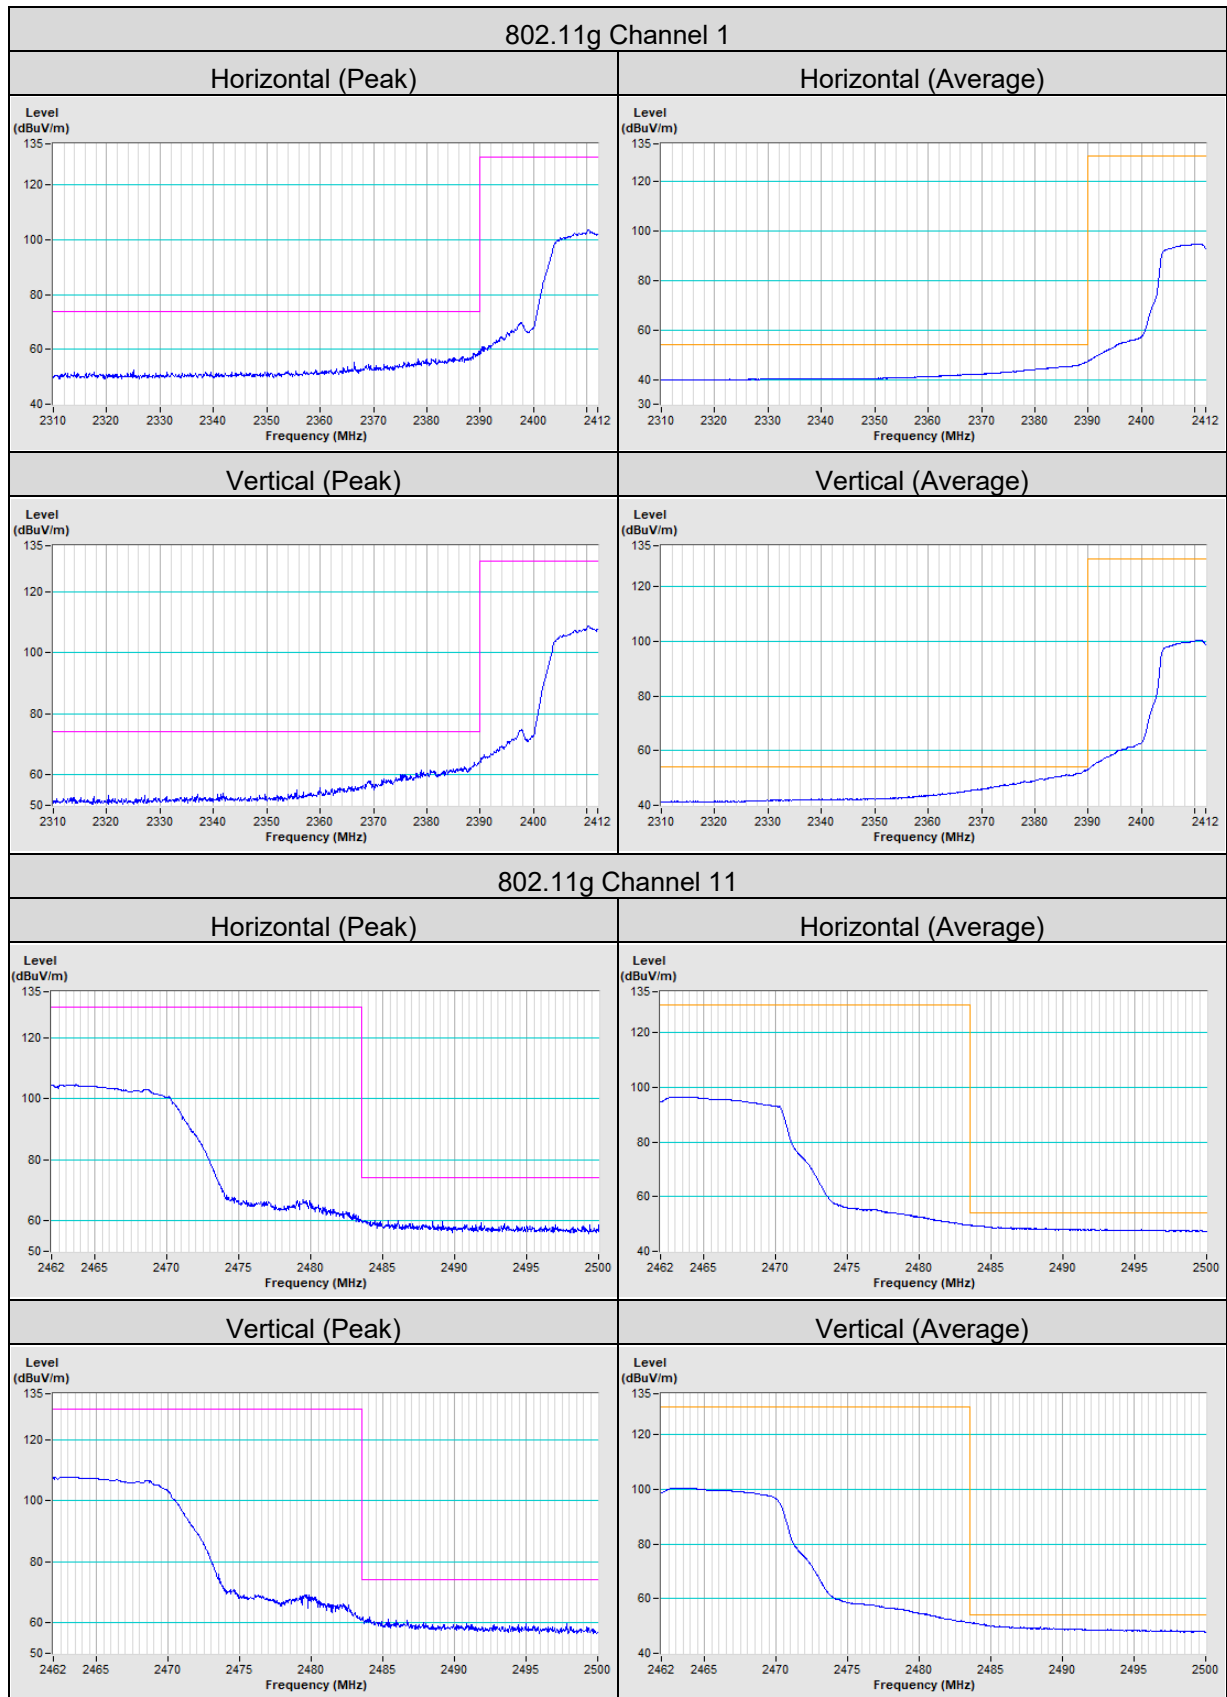 802.11g Channel 1
Horizontal (Peak)
Horizontal (Average)
Level
(dBuV/m)
135
120
100
80
60
40
2310 2320 2330 2340 2350 2360 2370 2380 2390 2400 2412
Frequency (MHz)
Level
(dBuV/m)
135
120
100
80
60
40
30
2310 2320 2330 2340 2350 2360 2370 2380 2390 2400 2412
Frequency (MHz)
Vertical (Peak)
Vertical (Average)
Level
(dBuV/m)
135
120
100
80
60
50
2310 2320 2330 2340 2350 2360 2370 2380 2390 2400 2412
Frequency (MHz)
Level
(dBuV/m)
135
120
100
80
60
40
2310 2320 2330 2340 2350 2360 2370 2380 2390 2400 2412
Frequency (MHz)
802.11g Channel 11
Horizontal (Peak)
Horizontal (Average)
Level
(dBuV/m)
135
120
100
80
60
50
2462 2465 2470 2475 2480 2485 2490 2495 2500
Frequency (MHz)
Level
(dBuV/m)
135
120
100
80
60
40
2462 2465 2470 2475 2480 2485 2490 2495 2500
Frequency (MHz)
Vertical (Peak)
Vertical (Average)
Level
(dBuV/m)
135
120
100
80
60
50
2462 2465 2470 2475 2480 2485 2490 2495 2500
Frequency (MHz)
Level
(dBuV/m)
135
120
100
80
60
40
2462 2465 2470 2475 2480 2485 2490 2495 2500
Frequency (MHz)